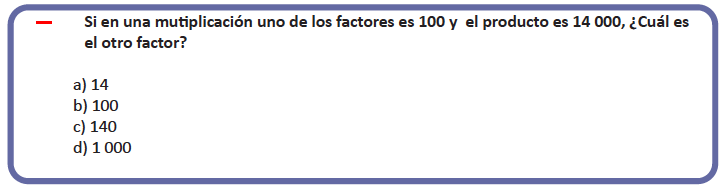 Si en una mutiplicación uno de los factores es 100 y el producto es 14 000, ¿Cuál es
el otro factor?
a) 14
b) 100
c) 140
d) 1 000